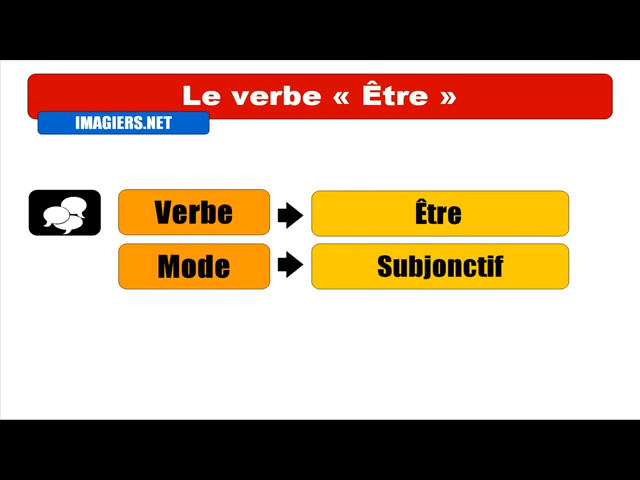 Le verbe « Être »
IMAGIERS.NET
Verbe Être
Mode Subjonctif